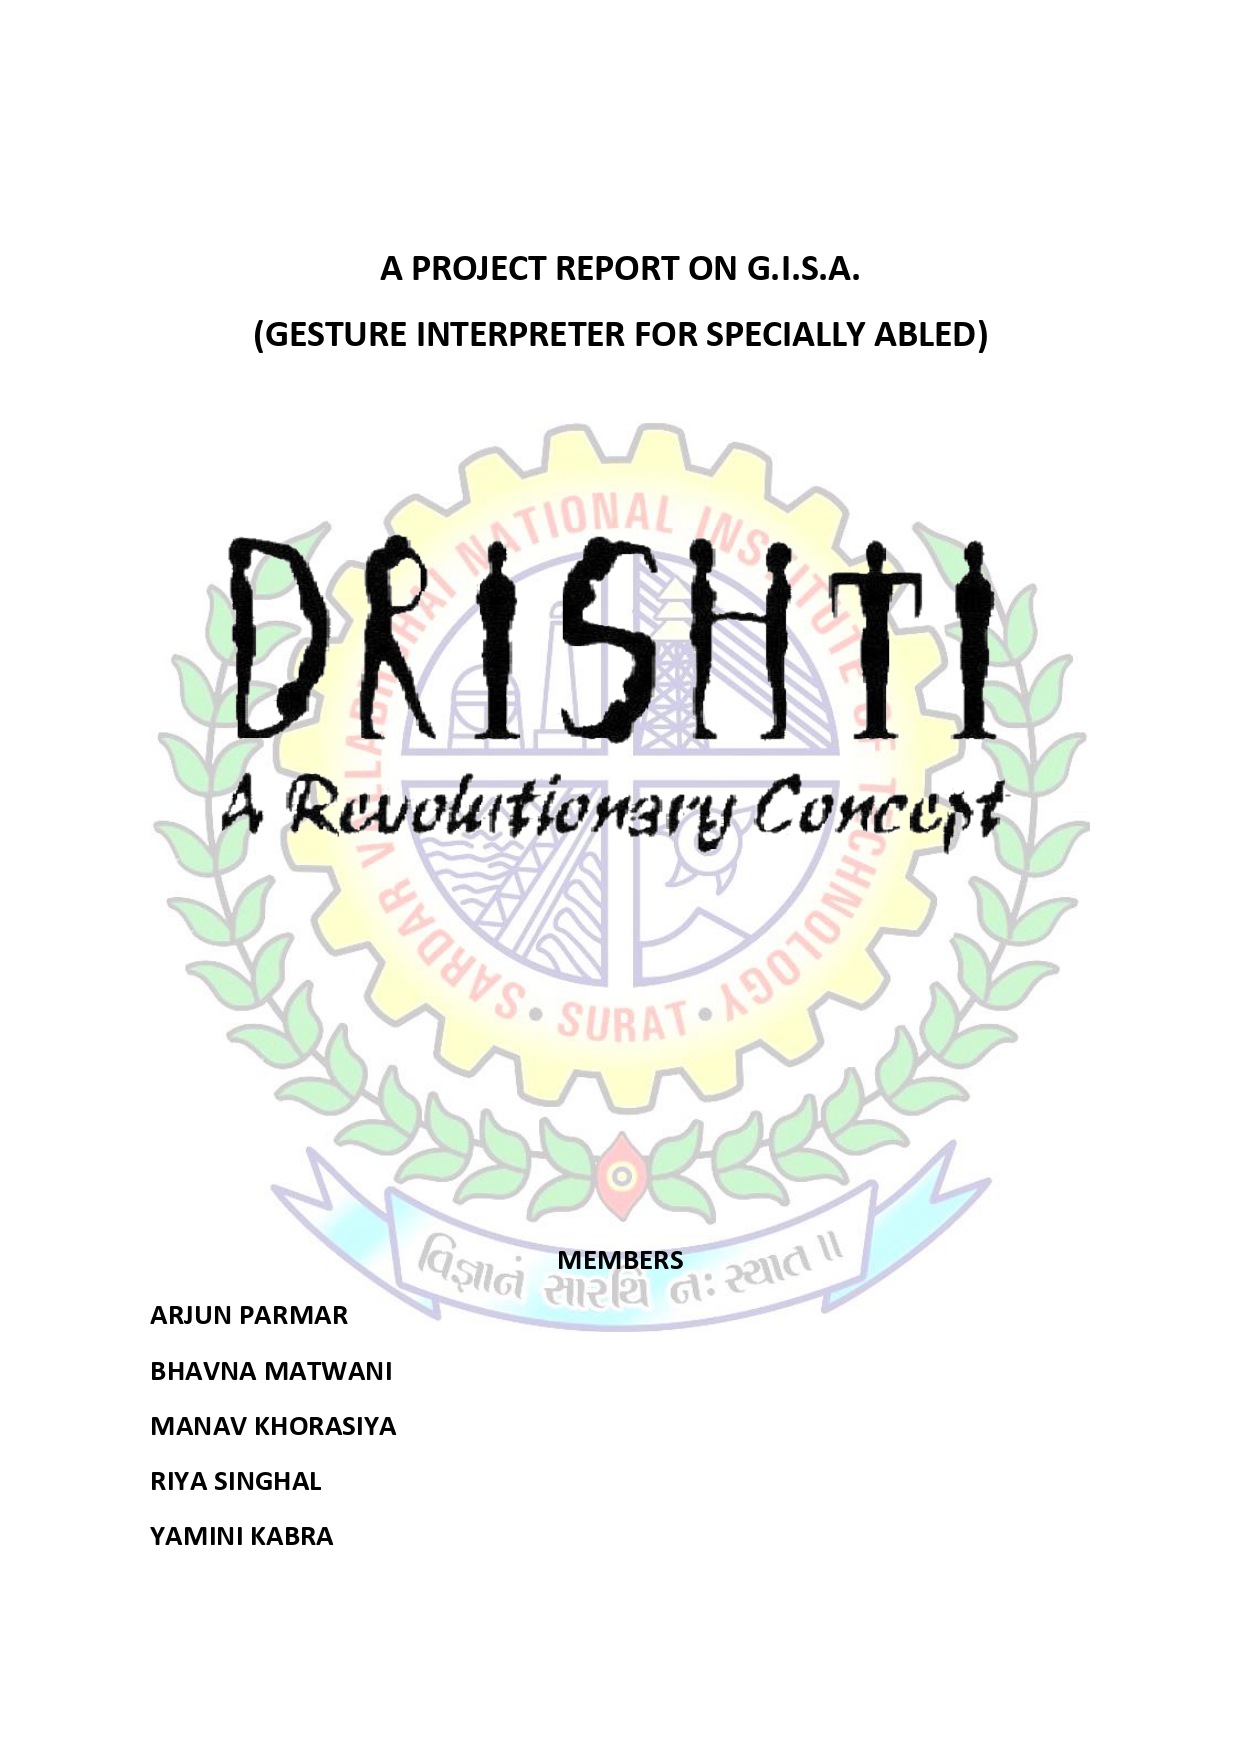 A PROJECT REPORT ON G.I.S.A.
(GESTURE INTERPRETER FOR SPECIALLY ABLED)
SARDAR VALLABHBHAI NATIONAL INSTITUTE OF TECHNOLOGY
• SURAT •
DRISHTI
A Revolutionary Concept
વિજ્ઞાનં સારથિ નઃ સ્યાત ॥
MEMBERS
ARJUN PARMAR
BHAVNA MATWANI
MANAV KHORASIYA
RIYA SINGHAL
YAMINI KABRA